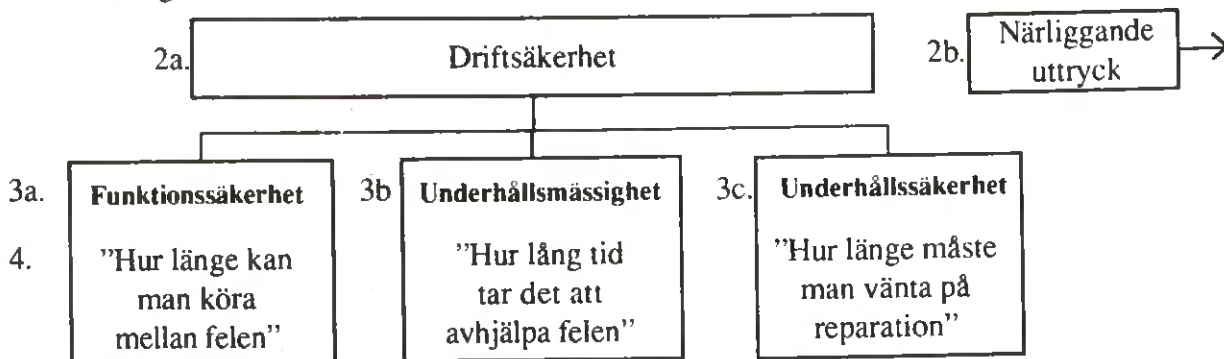 2a.
Driftsäkerhet
2b.
Närliggande
uttryck
3a.
Funktionssäkerhet
4.
”Hur länge kan
man köra
mellan felen”
3b
Underhållsmässighet
”Hur lång tid
tar det att
avhjälpa felen”
3c.
Underhållssäkerhet
”Hur länge måste
man vänta på
reparation”